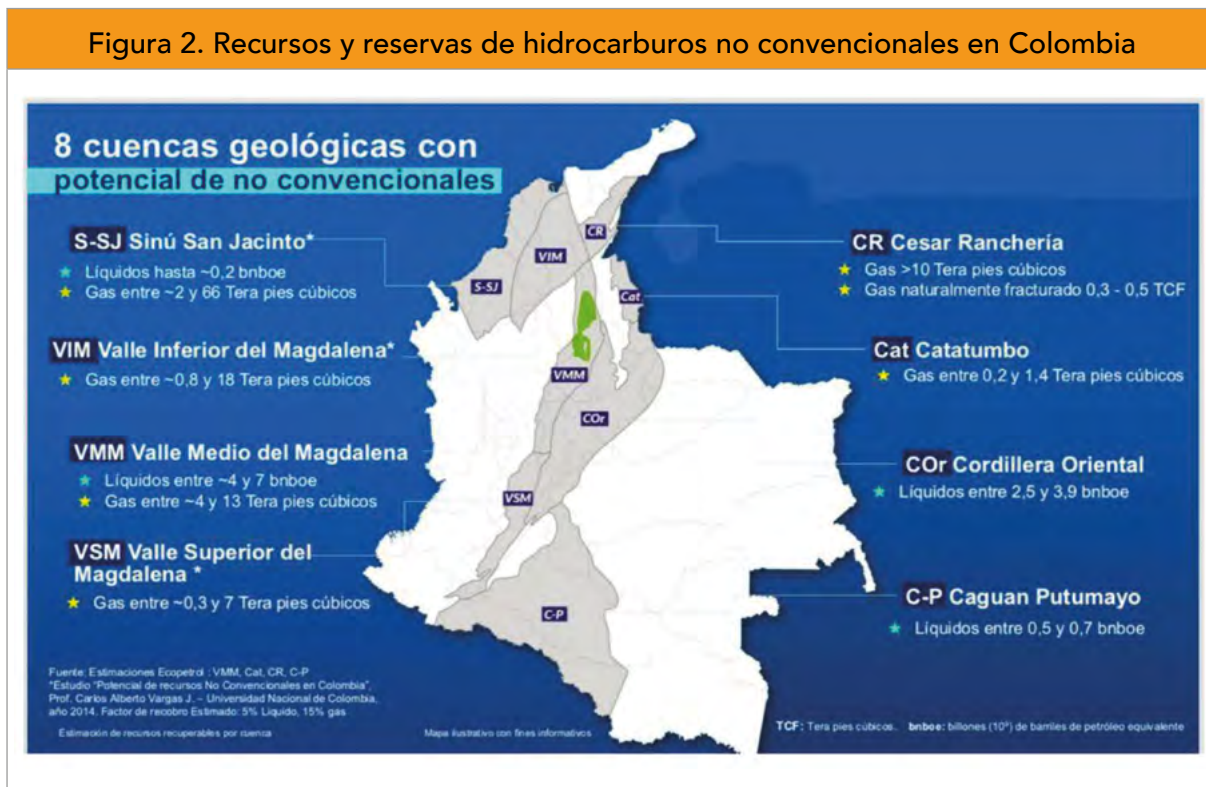 Figura 2. Recursos y reservas de hidrocarburos no convencionales en Colombia
8 cuencas geológicas con
potencial de no convencionales
S-SJ Sinú San Jacinto*
Líquidos hasta ~0,2 bnboe
Gas entre ~2 y 66 Tera pies cúbicos
VIM Valle Inferior del Magdalena*
Gas entre ~0,8 y 18 Tera pies cúbicos
VMM Valle Medio del Magdalena
Líquidos entre ~4 y 7 bnboe
Gas entre ~4 y 13 Tera pies cúbicos
VSM Valle Superior del
Magdalena *
Gas entre ~0,3 y 7 Tera pies cúbicos
CR
VIM
S-SJ
Cat
VMM
COr
VSM
C-P
CR Cesar Ranchería
Gas >10 Tera pies cúbicos
Gas naturalmente fracturado 0,3 - 0,5 TCF
Cat Catatumbo
Gas entre 0,2 y 1,4 Tera pies cúbicos
COr Cordillera Oriental
Líquidos entre 2,5 y 3,9 bnboe
C-P Caguan Putumayo
Líquidos entre 0,5 y 0,7 bnboe
Fuente: Estimaciones Ecopetrol : VMM, Cat, CR, C-P
*Estudio "Potencial de recursos No Convencionales en Colombia",
Prof. Carlos Alberto Vargas J. – Universidad Nacional de Colombia,
año 2014. Factor de recobro Estimado: 5% Liquido, 15% gas
Estimación de recursos recuperables por cuenca
Mapa ilustrativo con fines informativos
TCF: Tera pies cúbicos. bnboe: billones (10⁹) de barriles de petróleo equivalente